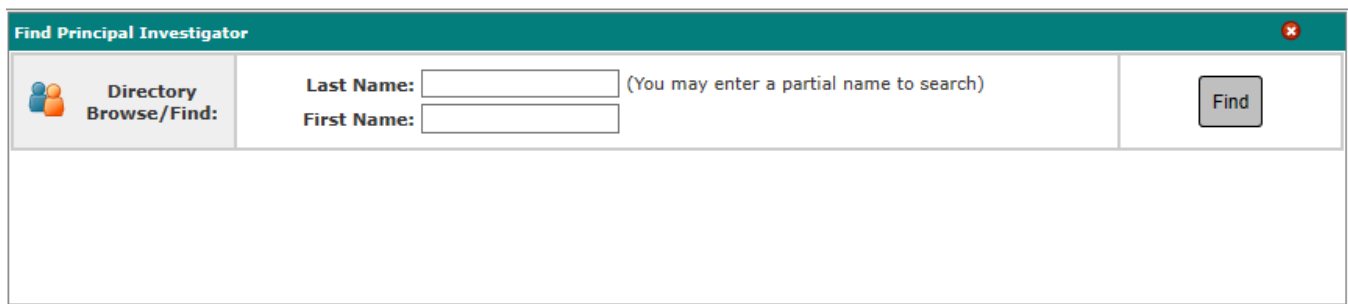 Find Principal Investigator
Directory
Browse/Find:
Last Name: (You may enter a partial name to search)
First Name:
Find